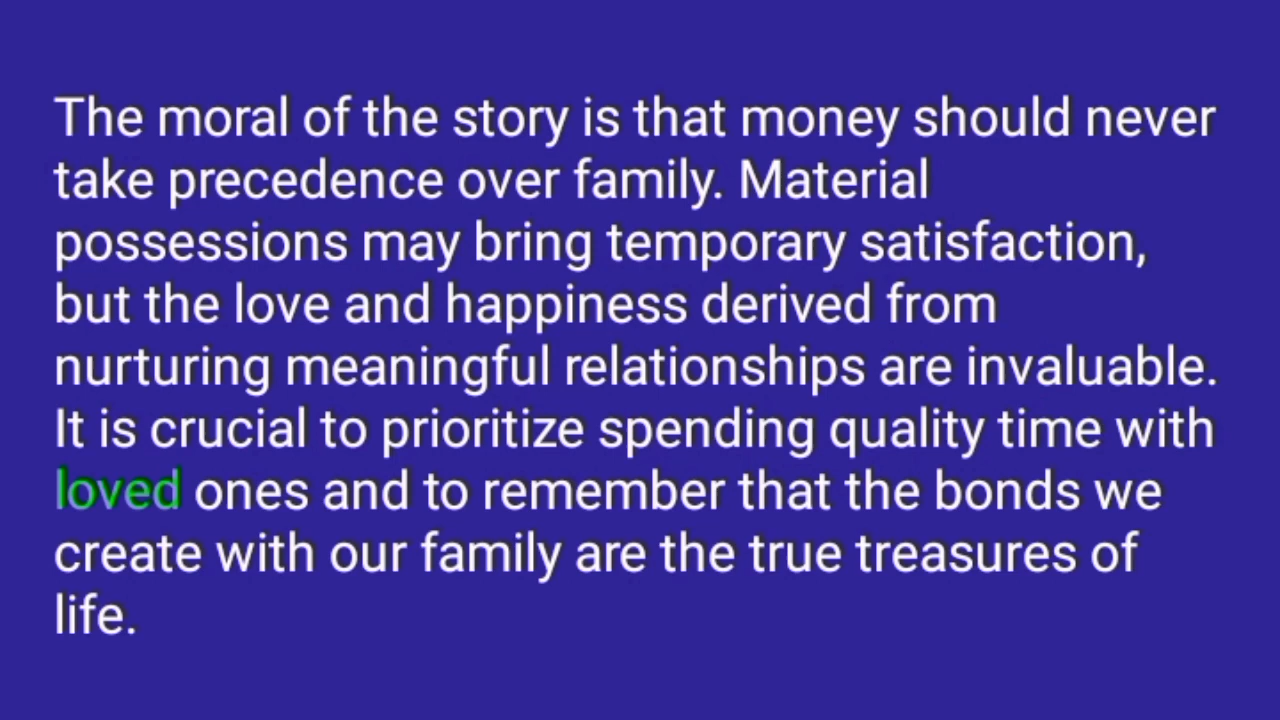 The moral of the story is that money should never
take precedence over family. Material
possessions may bring temporary satisfaction,
but the love and happiness derived from
nurturing meaningful relationships are invaluable.
It is crucial to prioritize spending quality time with
loved ones and to remember that the bonds we
create with our family are the true treasures of
life.